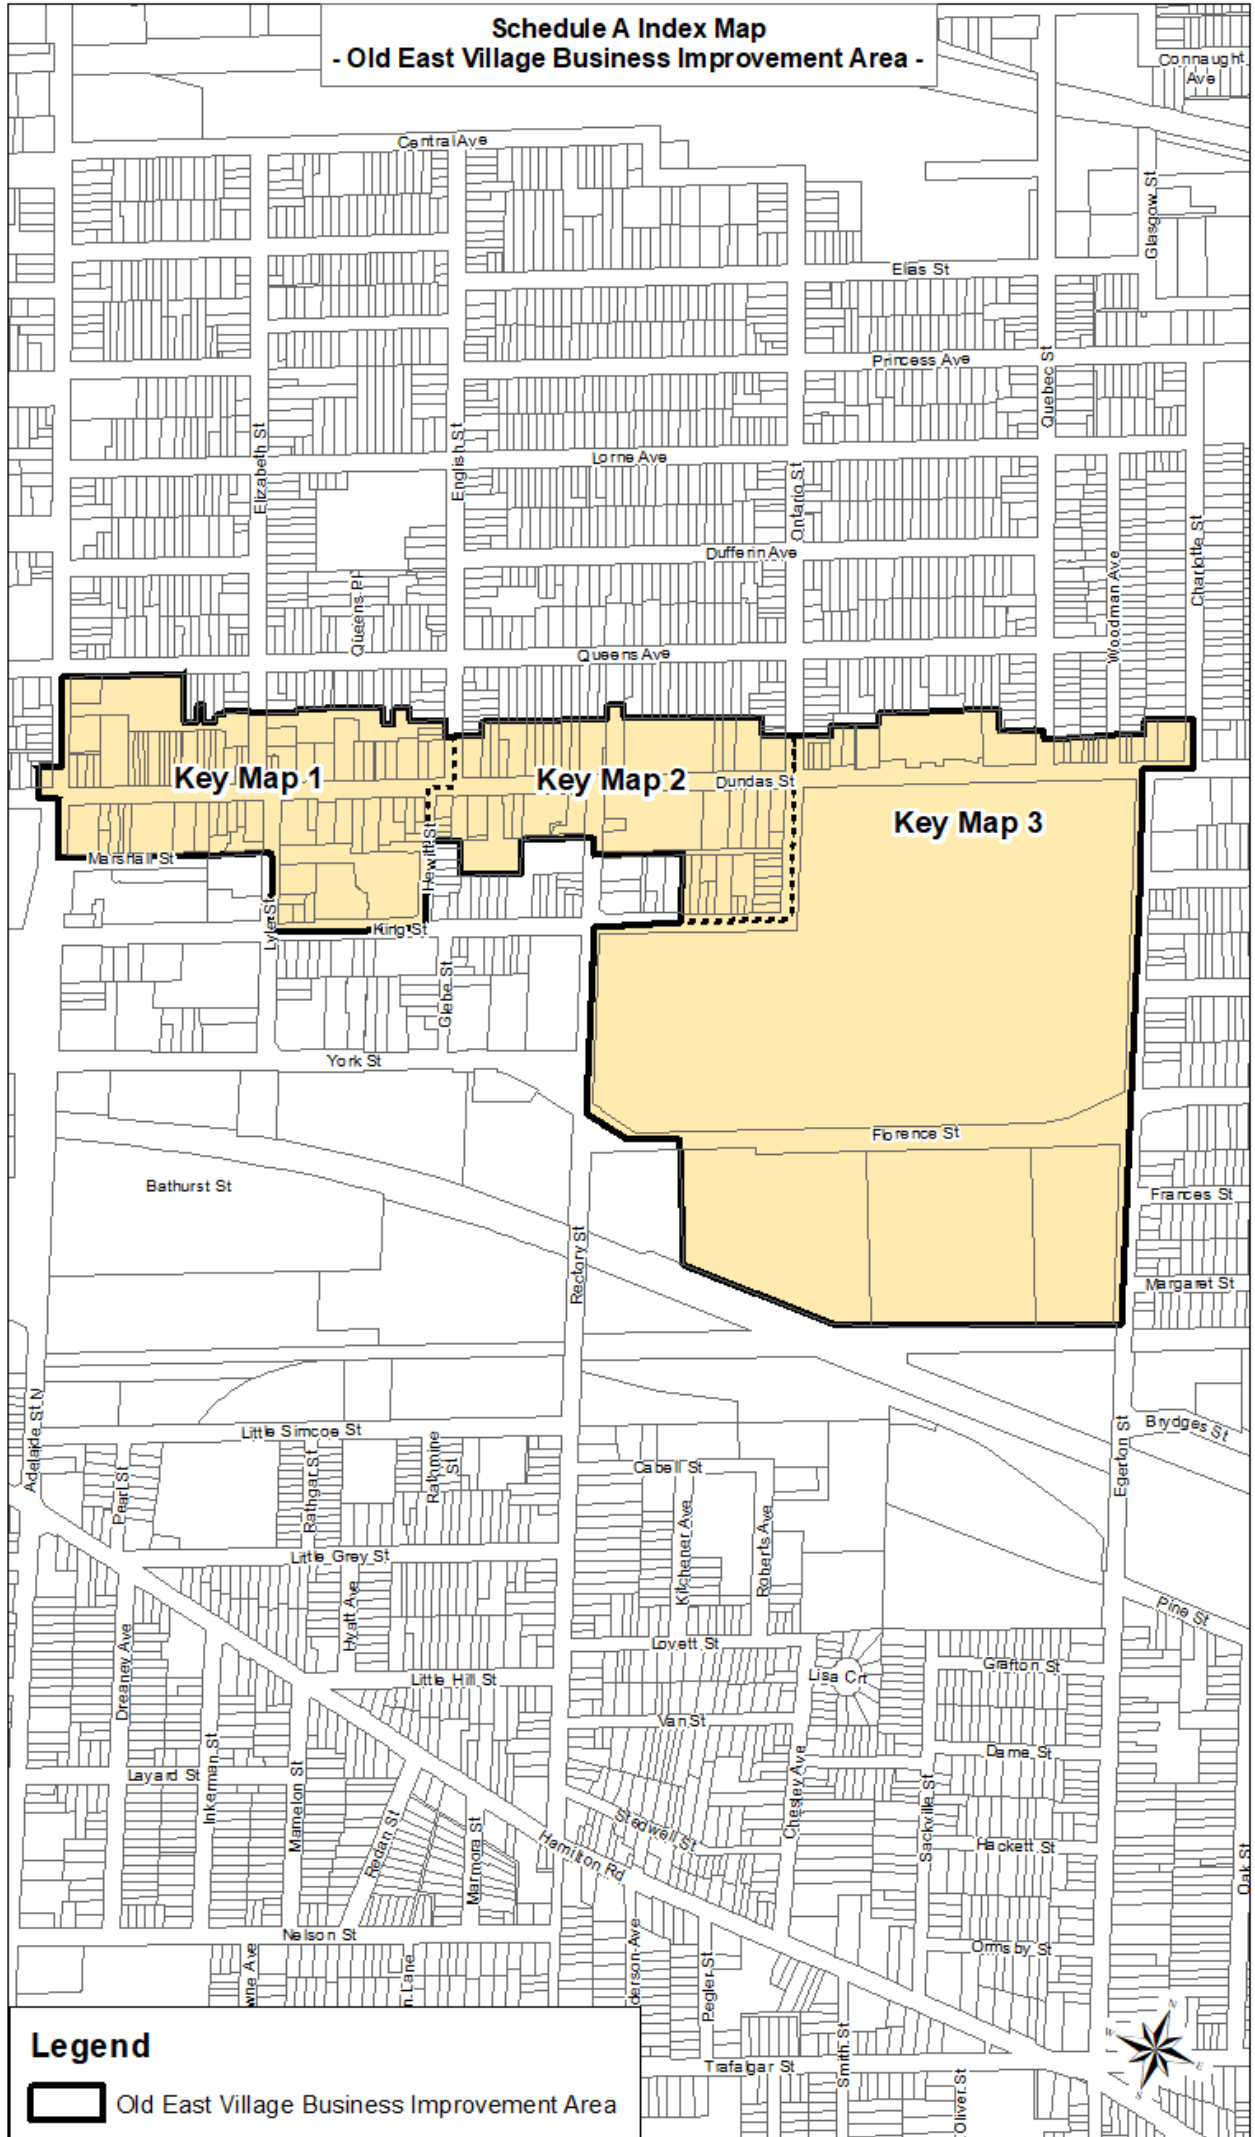 Schedule A Index Map
- Old East Village Business Improvement Area -
Connaught
Ave
Central Ave
Glasgow St
Elias St
Princess Ave
Quebec St
Elizabeth St
English St
Lorne Ave
Ontario St
Dufferin Ave
Charlotte St
Woodman Ave
Queens Pl
Queens Ave
Key Map 1
Key Map 2
Dundas St
Key Map 3
Marshall St
Hewitt St
Lyle St
King St
Glebe St
York St
Florence St
Bathurst St
Frances St
Rectory St
Margaret St
Adelaide St N
Little Simcoe St
Rathmine
St
Rathgar St
Pearl St
Cabell St
Egerton St
Brydges St
Kitchener Ave
Roberts Ave
Little Grey St
Hyatt Ave
Pine St
Dreaney Ave
Lovett St
Grafton St
Lisa Crt
Little Hill St
Van St
Inkerman St
Mamelon St
Layard St
Dame St
Chesley Ave
Sackville St
Redan St
Marmora St
Stedwell St
Hamilton Rd
Hackett St
Oak St
Nelson St
Ormsby St
wne Ave
n Lane
derson Ave
Pegler St
Smith St
Trafalgar St
Oliver St
N
W
E
S
Legend
Old East Village Business Improvement Area